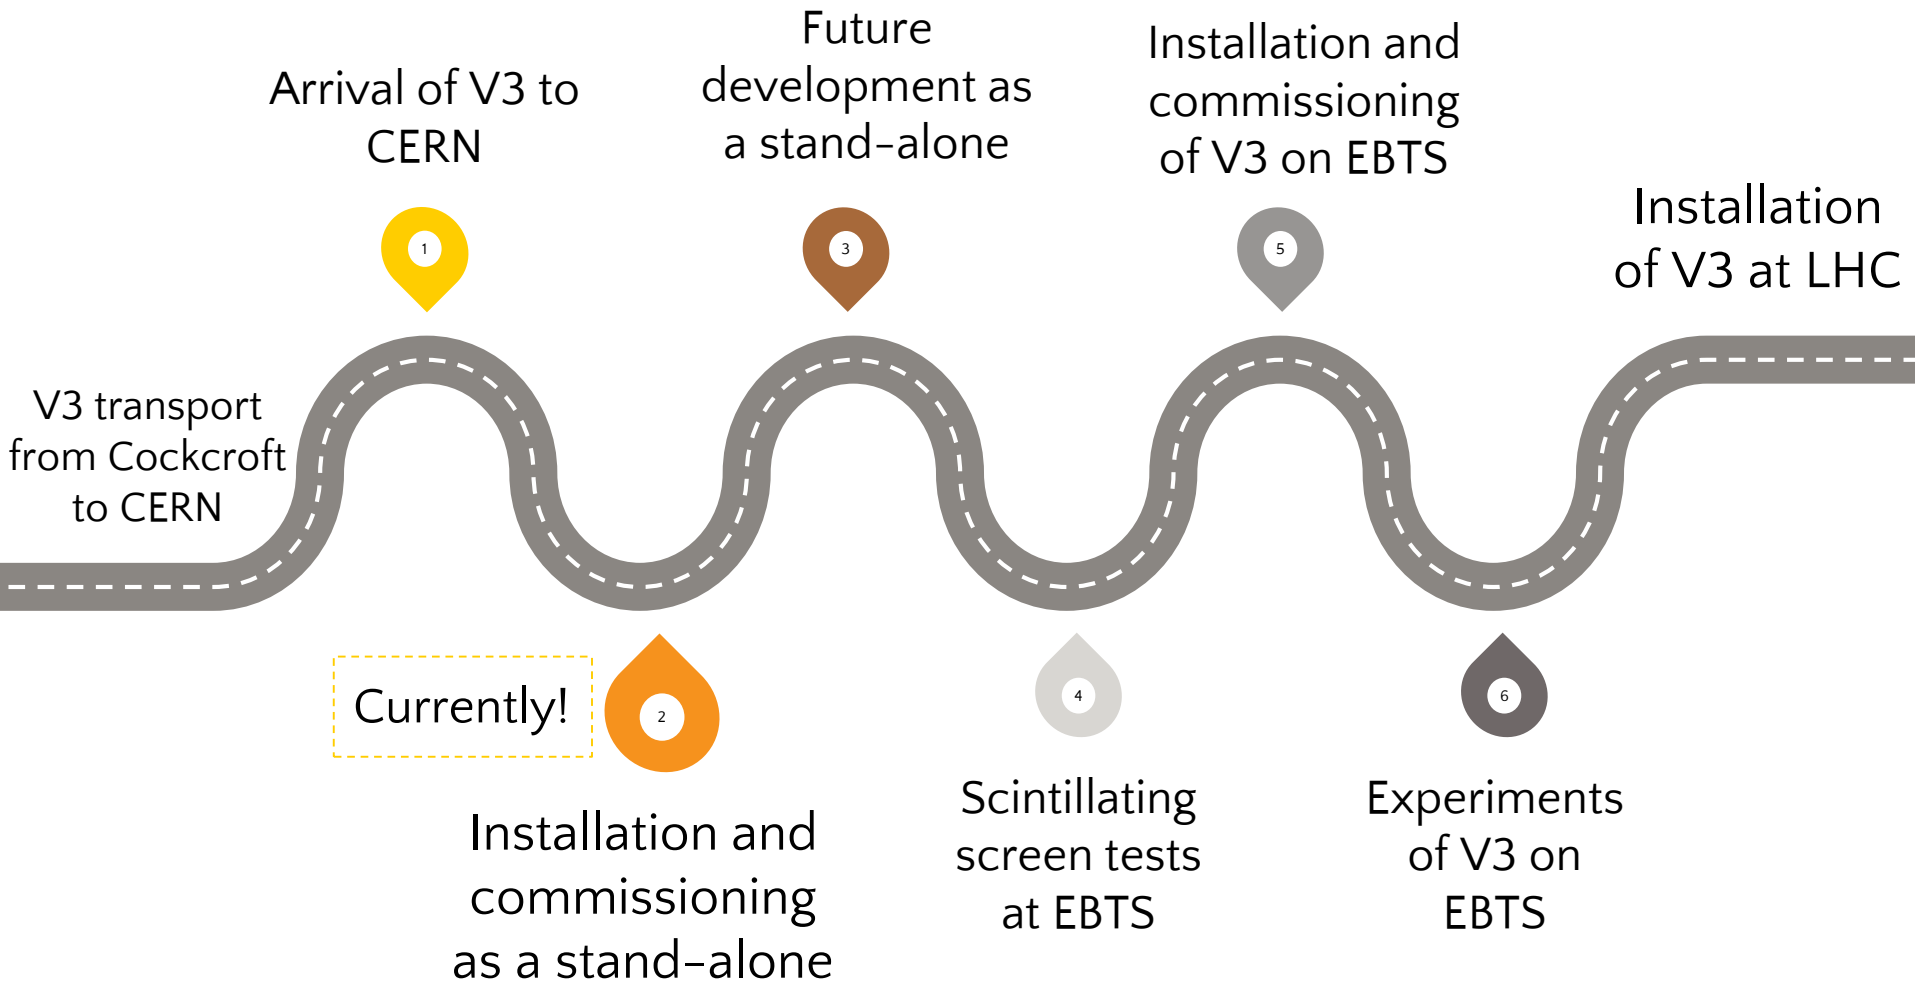 V3 transport
from Cockcroft
to CERN
Arrival of V3 to
CERN
1
Currently!
2
Installation and
commissioning
as a stand-alone
Future
development as
a stand-alone
3
4
Scintillating
screen tests
at EBTS
Installation and
commissioning
of V3 on EBTS
5
6
Experiments
of V3 on
EBTS
Installation
of V3 at LHC